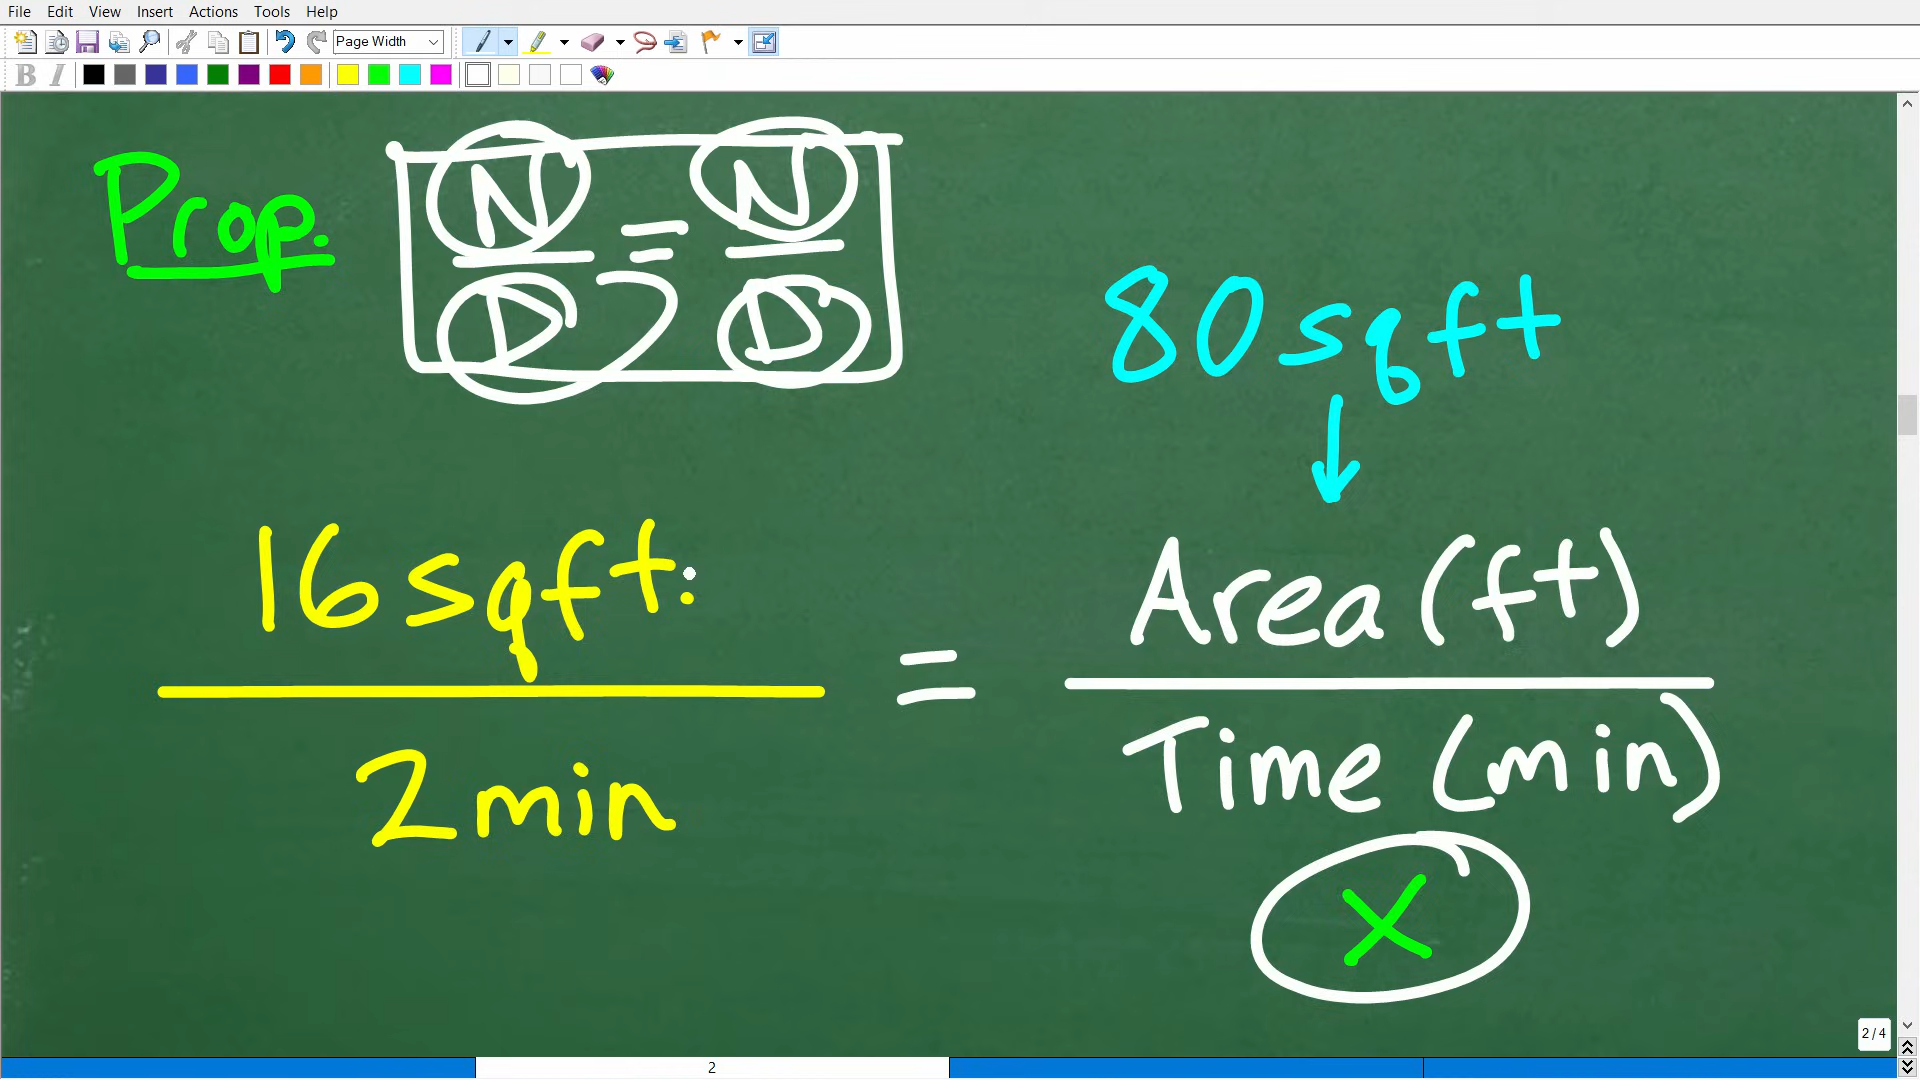 File Edit View Insert Actions Tools Help
Page Width
B I
Prop.
N = N
D D
80 sqft
16 sqft: = Area (ft)
2 min Time (min)
X
2 / 4
2